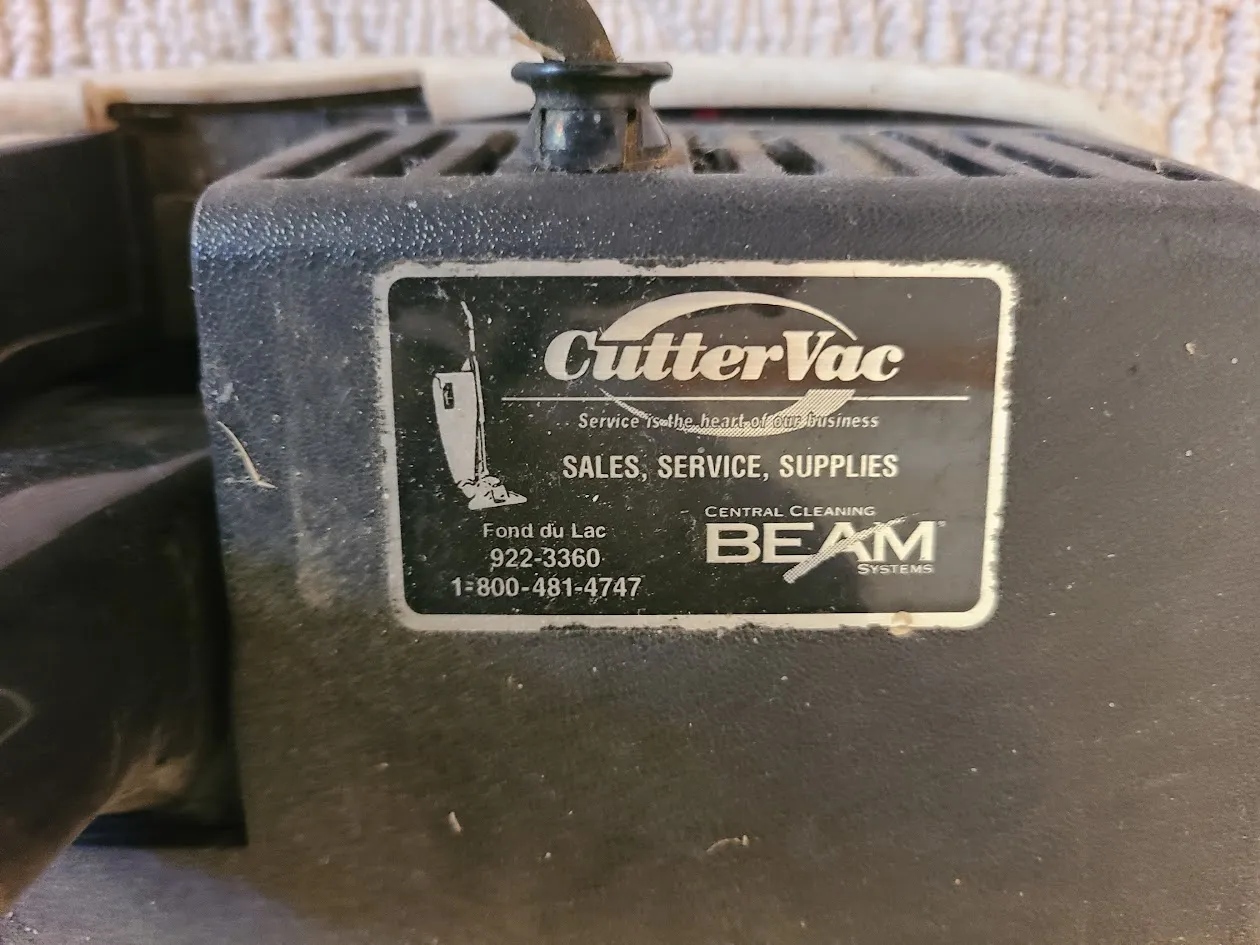 CutterVac
Service is the heart of our business
SALES, SERVICE, SUPPLIES
Fond du Lac
922-3360
1-800-481-4747
CENTRAL CLEANING
BEAM
SYSTEMS